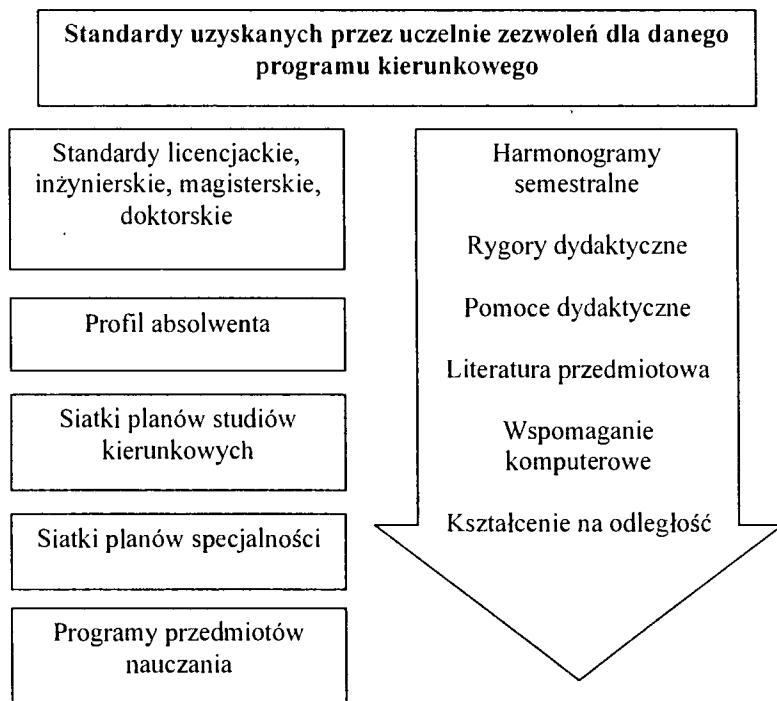 Standardy uzyskanych przez uczelnie zezwoleń dla danego
programu kierunkowego
Standardy licencjackie,
inżynierskie, magisterskie,
doktorskie
Profil absolwenta
Siatki planów studiów
kierunkowych
Siatki planów specjalności
Programy przedmiotów
nauczania
Harmonogramy
semestralne
Rygory dydaktyczne
Pomoce dydaktyczne
Literatura przedmiotowa
Wspomaganie
komputerowe
Kształcenie na odległość